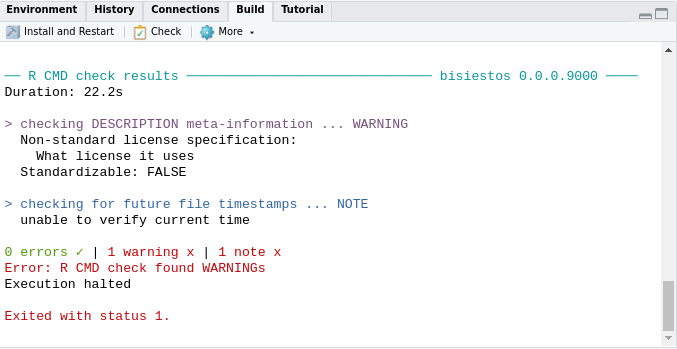 Environment History Connections Build Tutorial
Install and Restart Check More
── R CMD check results ─────────────────────────────── bisiestos 0.0.0.9000 ────
Duration: 22.2s
> checking DESCRIPTION meta-information ... WARNING
Non-standard license specification:
What license it uses
Standardizable: FALSE
> checking for future file timestamps ... NOTE
unable to verify current time
0 errors ✓ | 1 warning x | 1 note x
Error: R CMD check found WARNINGs
Execution halted
Exited with status 1.